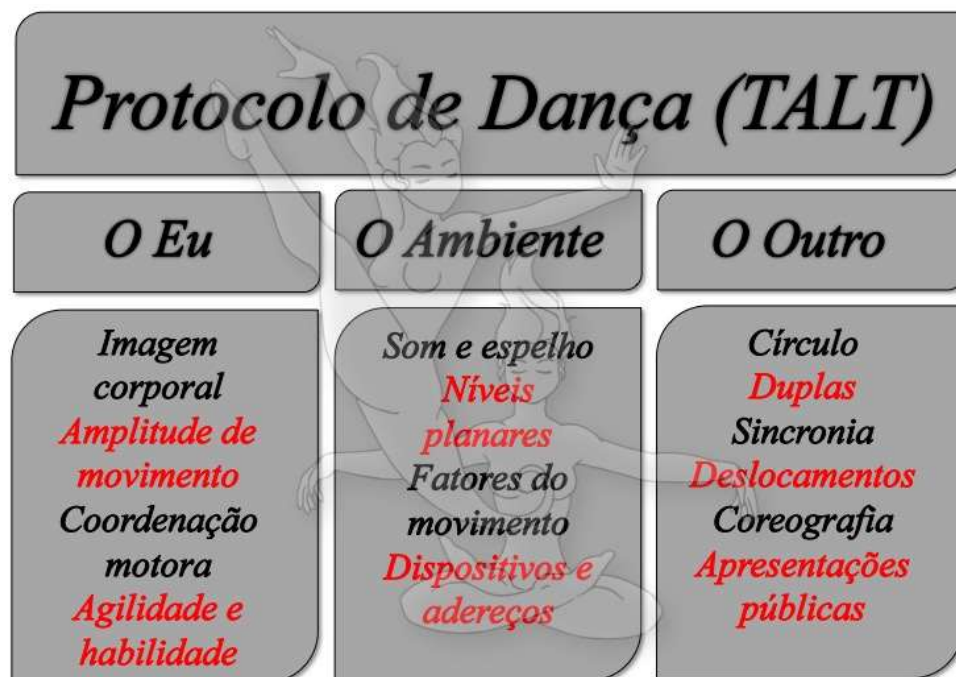 Protocolo de Dança (TALT)
O Eu
Imagem
corporal
Amplitude de
movimento
Coordenação
motora
Agilidade e
habilidade
O Ambiente
Som e espelho
Níveis
planares
Fatores do
movimento
Dispositivos e
adereços
O Outro
Círculo
Duplas
Sincronia
Deslocamentos
Coreografia
Apresentações
públicas